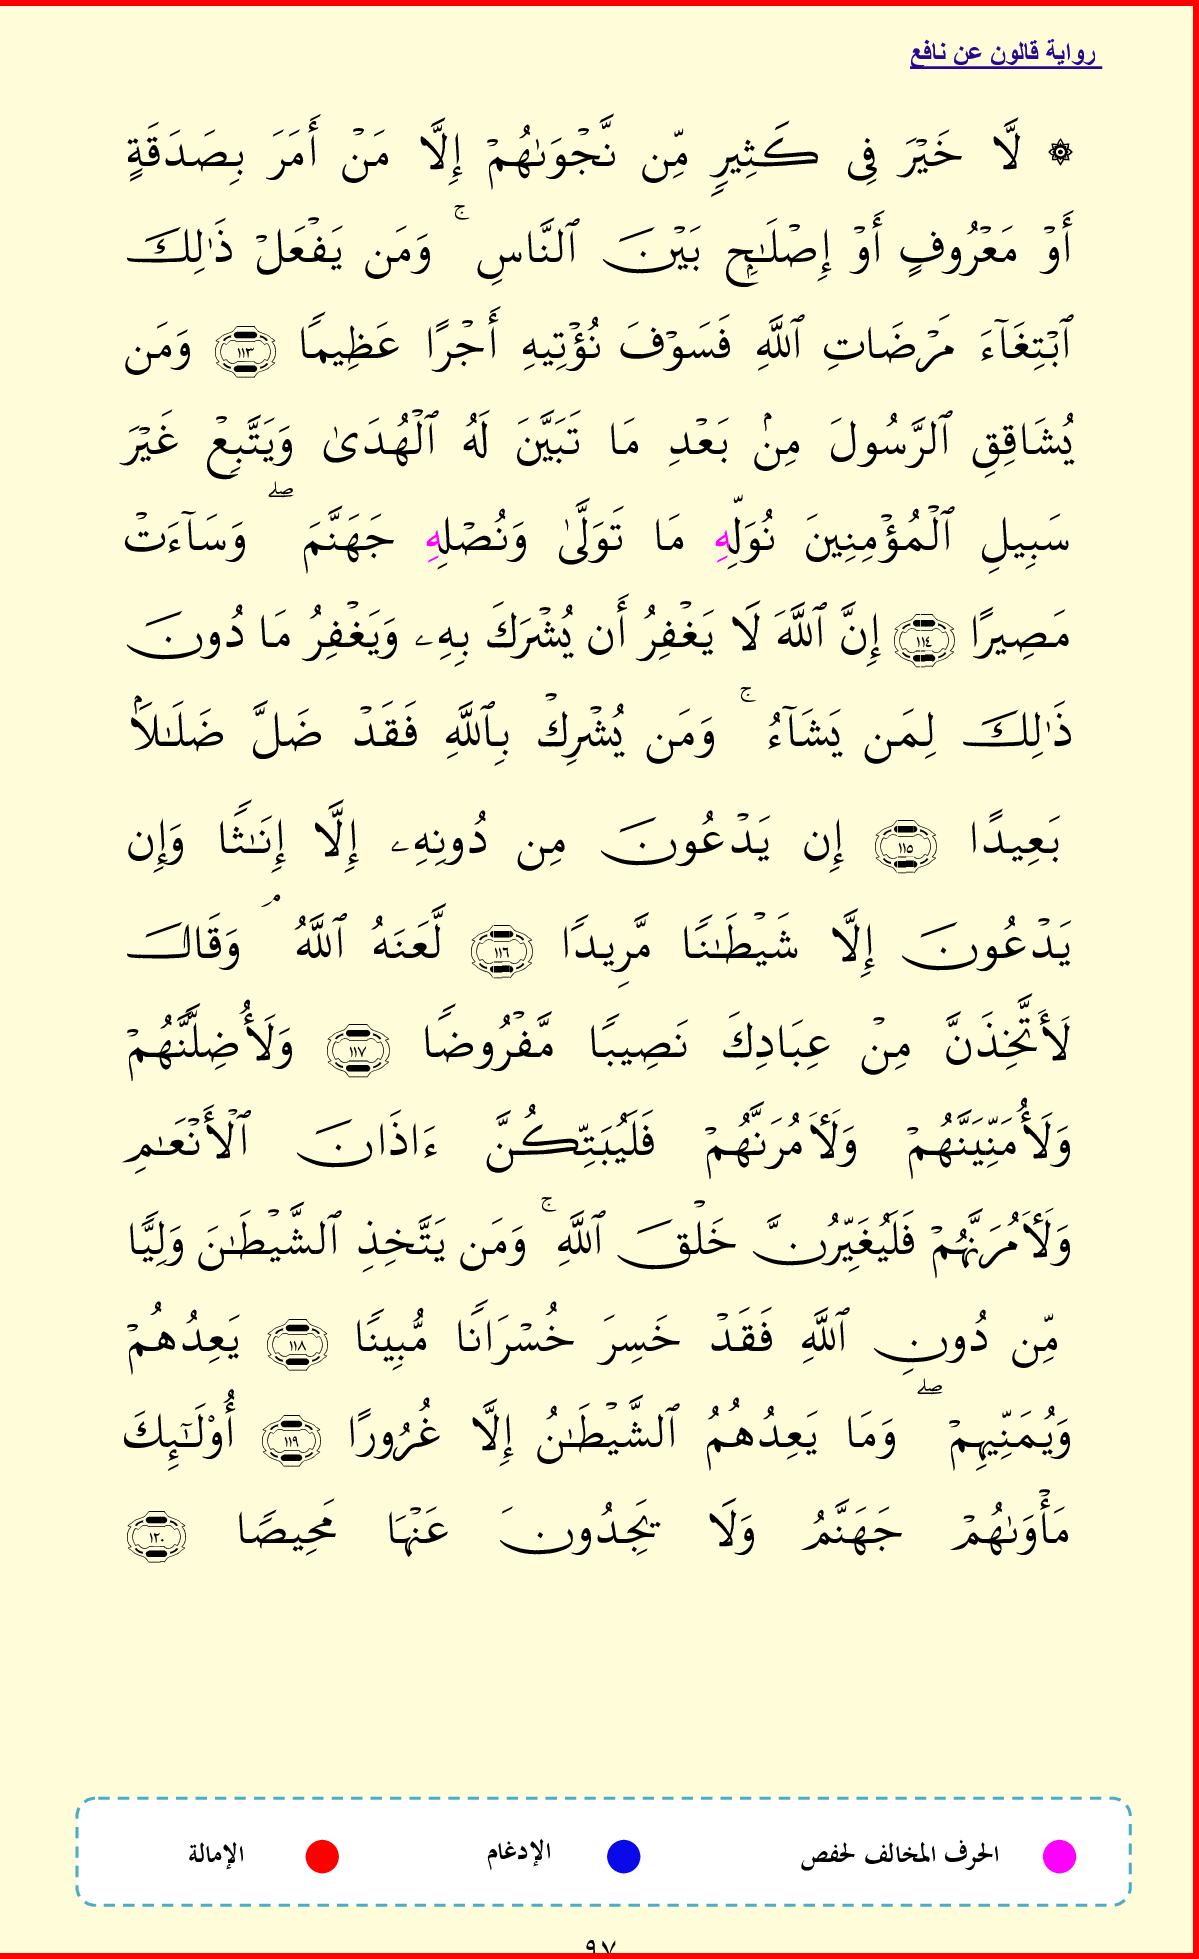 رواية قالون عن نافع
۞ لَّا خَيْرَ فِى كَثِيرٍ مِّن نَّجْوَىٰهُمْ إِلَّا مَنْ أَمَرَ بِصَدَقَةٍ
أَوْ مَعْرُوفٍ أَوْ إِصْلَـٰحٍۭ بَيْنَ ٱلنَّاسِ ۚ وَمَن يَفْعَلْ ذَٰلِكَ
ٱبْتِغَآءَ مَرْضَاتِ ٱللَّهِ فَسَوْفَ نُؤْتِيهِ أَجْرًا عَظِيمًا ١١٣ وَمَن
يُشَاقِقِ ٱلرَّسُولَ مِنۢ بَعْدِ مَا تَبَيَّنَ لَهُ ٱلْهُدَىٰ وَيَتَّبِعْ غَيْرَ
سَبِيلِ ٱلْمُؤْمِنِينَ نُوَلِّهِ مَا تَوَلَّىٰ وَنُصْلِهِ جَهَنَّمَ ۖ وَسَآءَتْ
مَصِيرًا ١١٤ إِنَّ ٱللَّهَ لَا يَغْفِرُ أَن يُشْرَكَ بِهِۦ وَيَغْفِرُ مَا دُونَ
ذَٰلِكَ لِمَن يَشَآءُ ۚ وَمَن يُشْرِكْ بِٱللَّهِ فَقَدْ ضَلَّ ضَلَـٰلًاۢ
بَعِيدًا ١١٥ إِن يَدْعُونَ مِن دُونِهِۦ إِلَّا إِنَـٰثًا وَإِن
يَدْعُونَ إِلَّا شَيْطَـٰنًا مَّرِيدًا ١١٦ لَّعَنَهُ ٱللَّهُ ۘ وَقَالَ
لَأَتَّخِذَنَّ مِنْ عِبَادِكَ نَصِيبًا مَّفْرُوضًا ١١٧ وَلَأُضِلَّنَّهُمْ
وَلَأُمَنِّيَنَّهُمْ وَلَأَمُرَنَّهُمْ فَلَيُبَتِّكُنَّ ءَاذَانَ ٱلْأَنْعَـٰمِ
وَلَأَمُرَنَّهُمْ فَلَيُغَيِّرُنَّ خَلْقَ ٱللَّهِ ۚ وَمَن يَتَّخِذِ ٱلشَّيْطَـٰنَ وَلِيًّا
مِّن دُونِ ٱللَّهِ فَقَدْ خَسِرَ خُسْرَانًا مُّبِينًا ١١٨ يَعِدُهُمْ
وَيُمَنِّيهِمْ ۖ وَمَا يَعِدُهُمُ ٱلشَّيْطَـٰنُ إِلَّا غُرُورًا ١١٩ أُوْلَـٰٓئِكَ
مَأْوَىٰهُمْ جَهَنَّمُ وَلَا يَجِدُونَ عَنْهَا مَحِيصًا ١٢٠
الحرف المخالف لحفص الإدغام الإمالة
٩٧